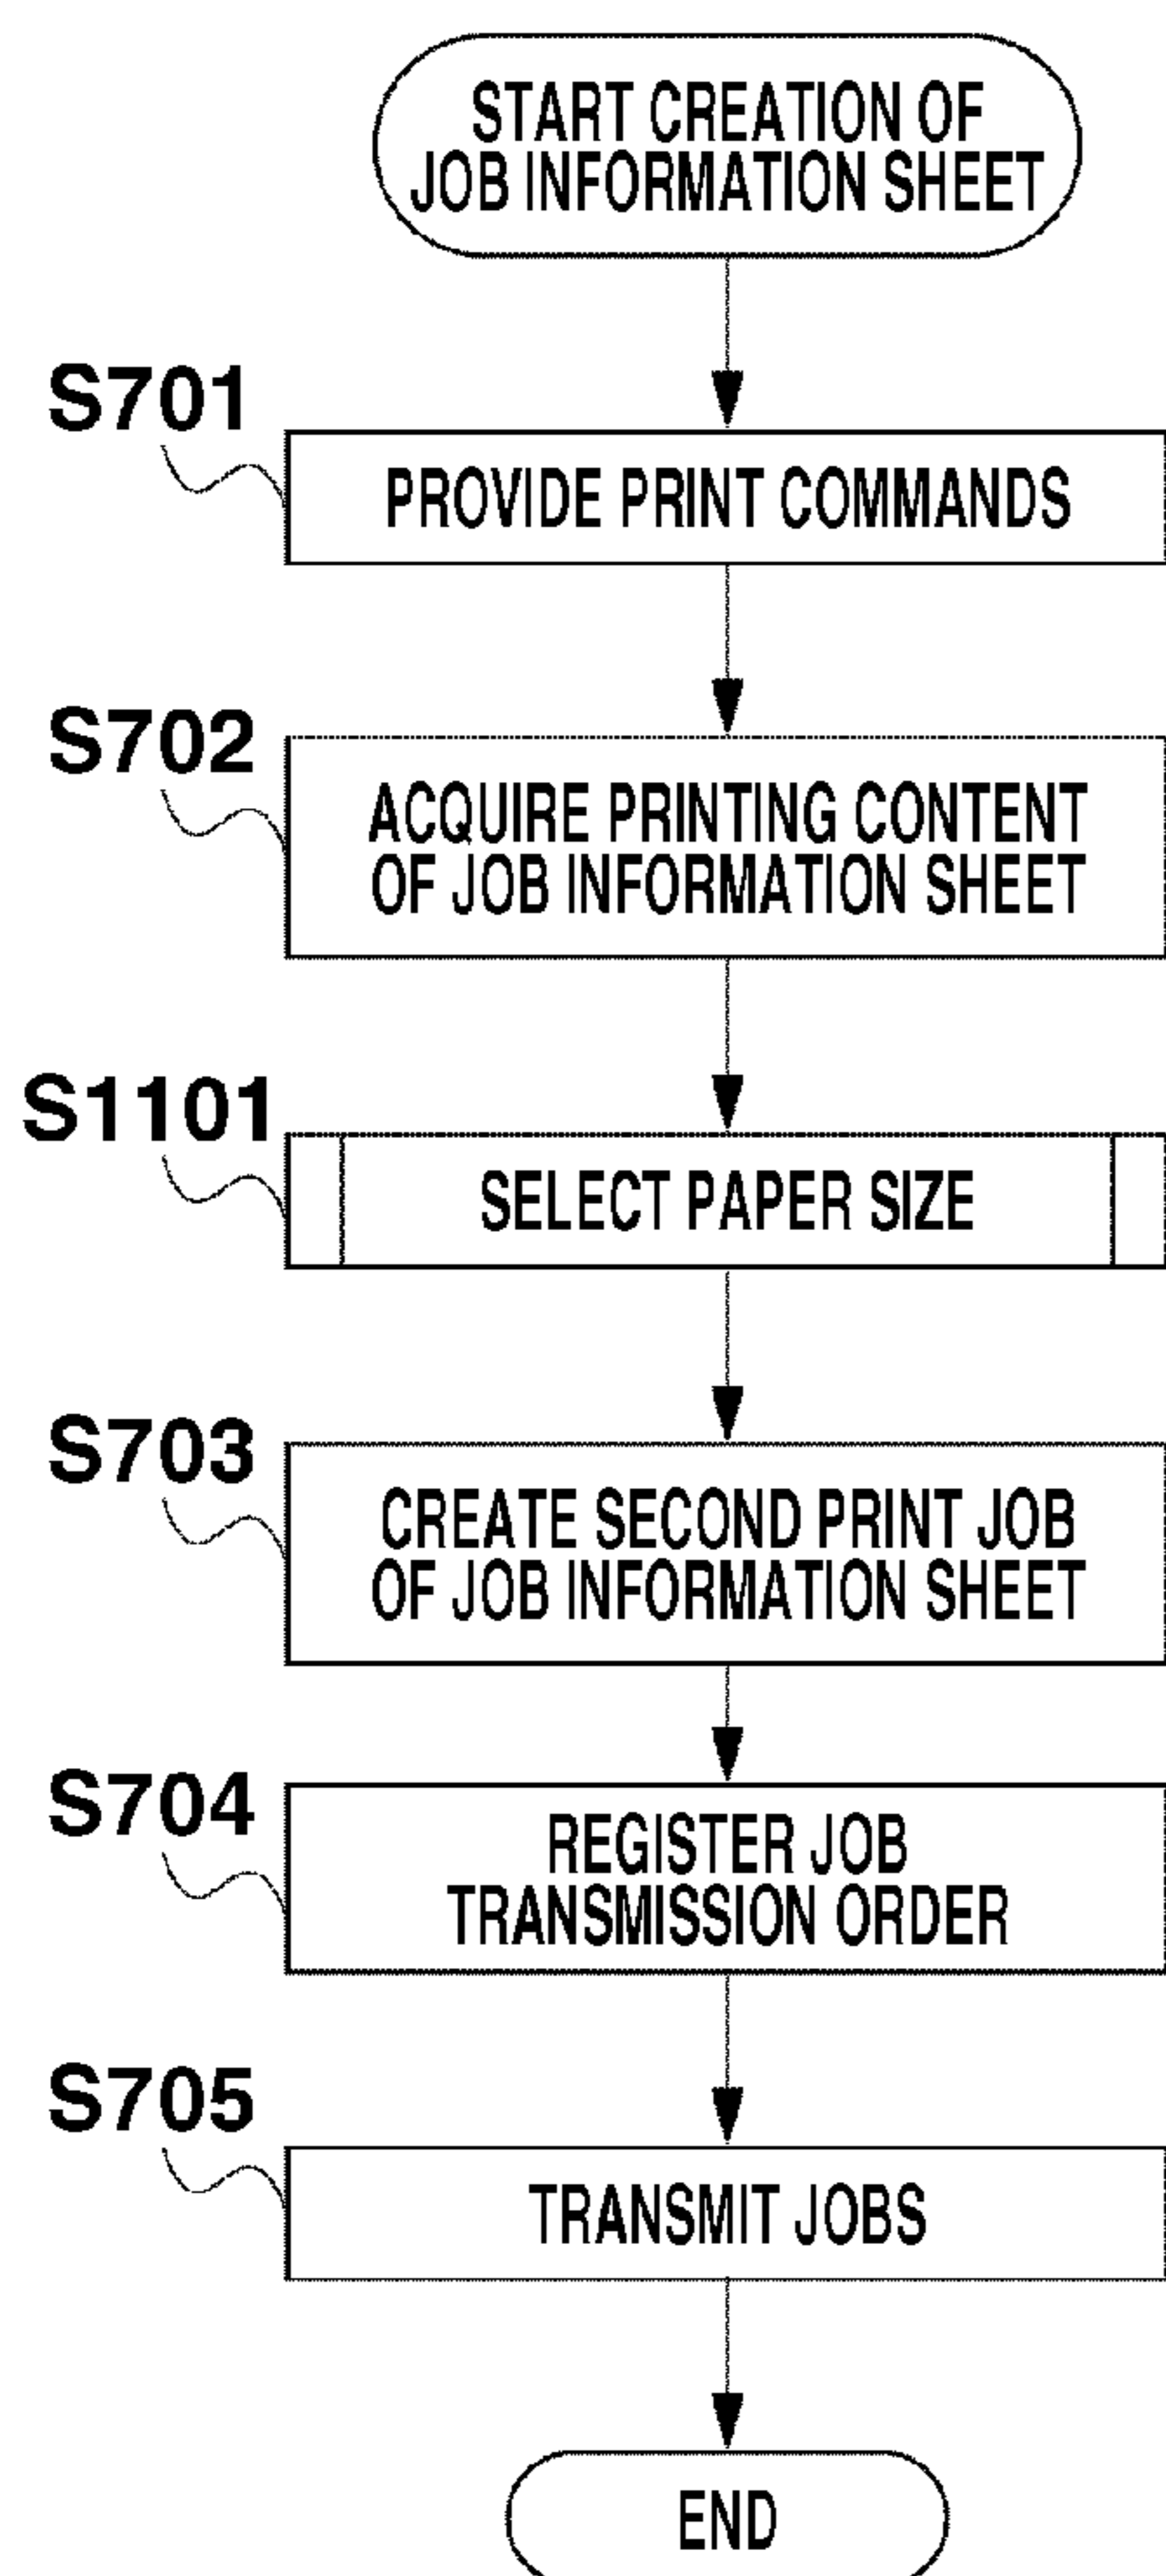 START CREATION OF
JOB INFORMATION SHEET
S701
PROVIDE PRINT COMMANDS
S702
ACQUIRE PRINTING CONTENT
OF JOB INFORMATION SHEET
S1101
SELECT PAPER SIZE
S703
CREATE SECOND PRINT JOB
OF JOB INFORMATION SHEET
S704
REGISTER JOB
TRANSMISSION ORDER
S705
TRANSMIT JOBS
END